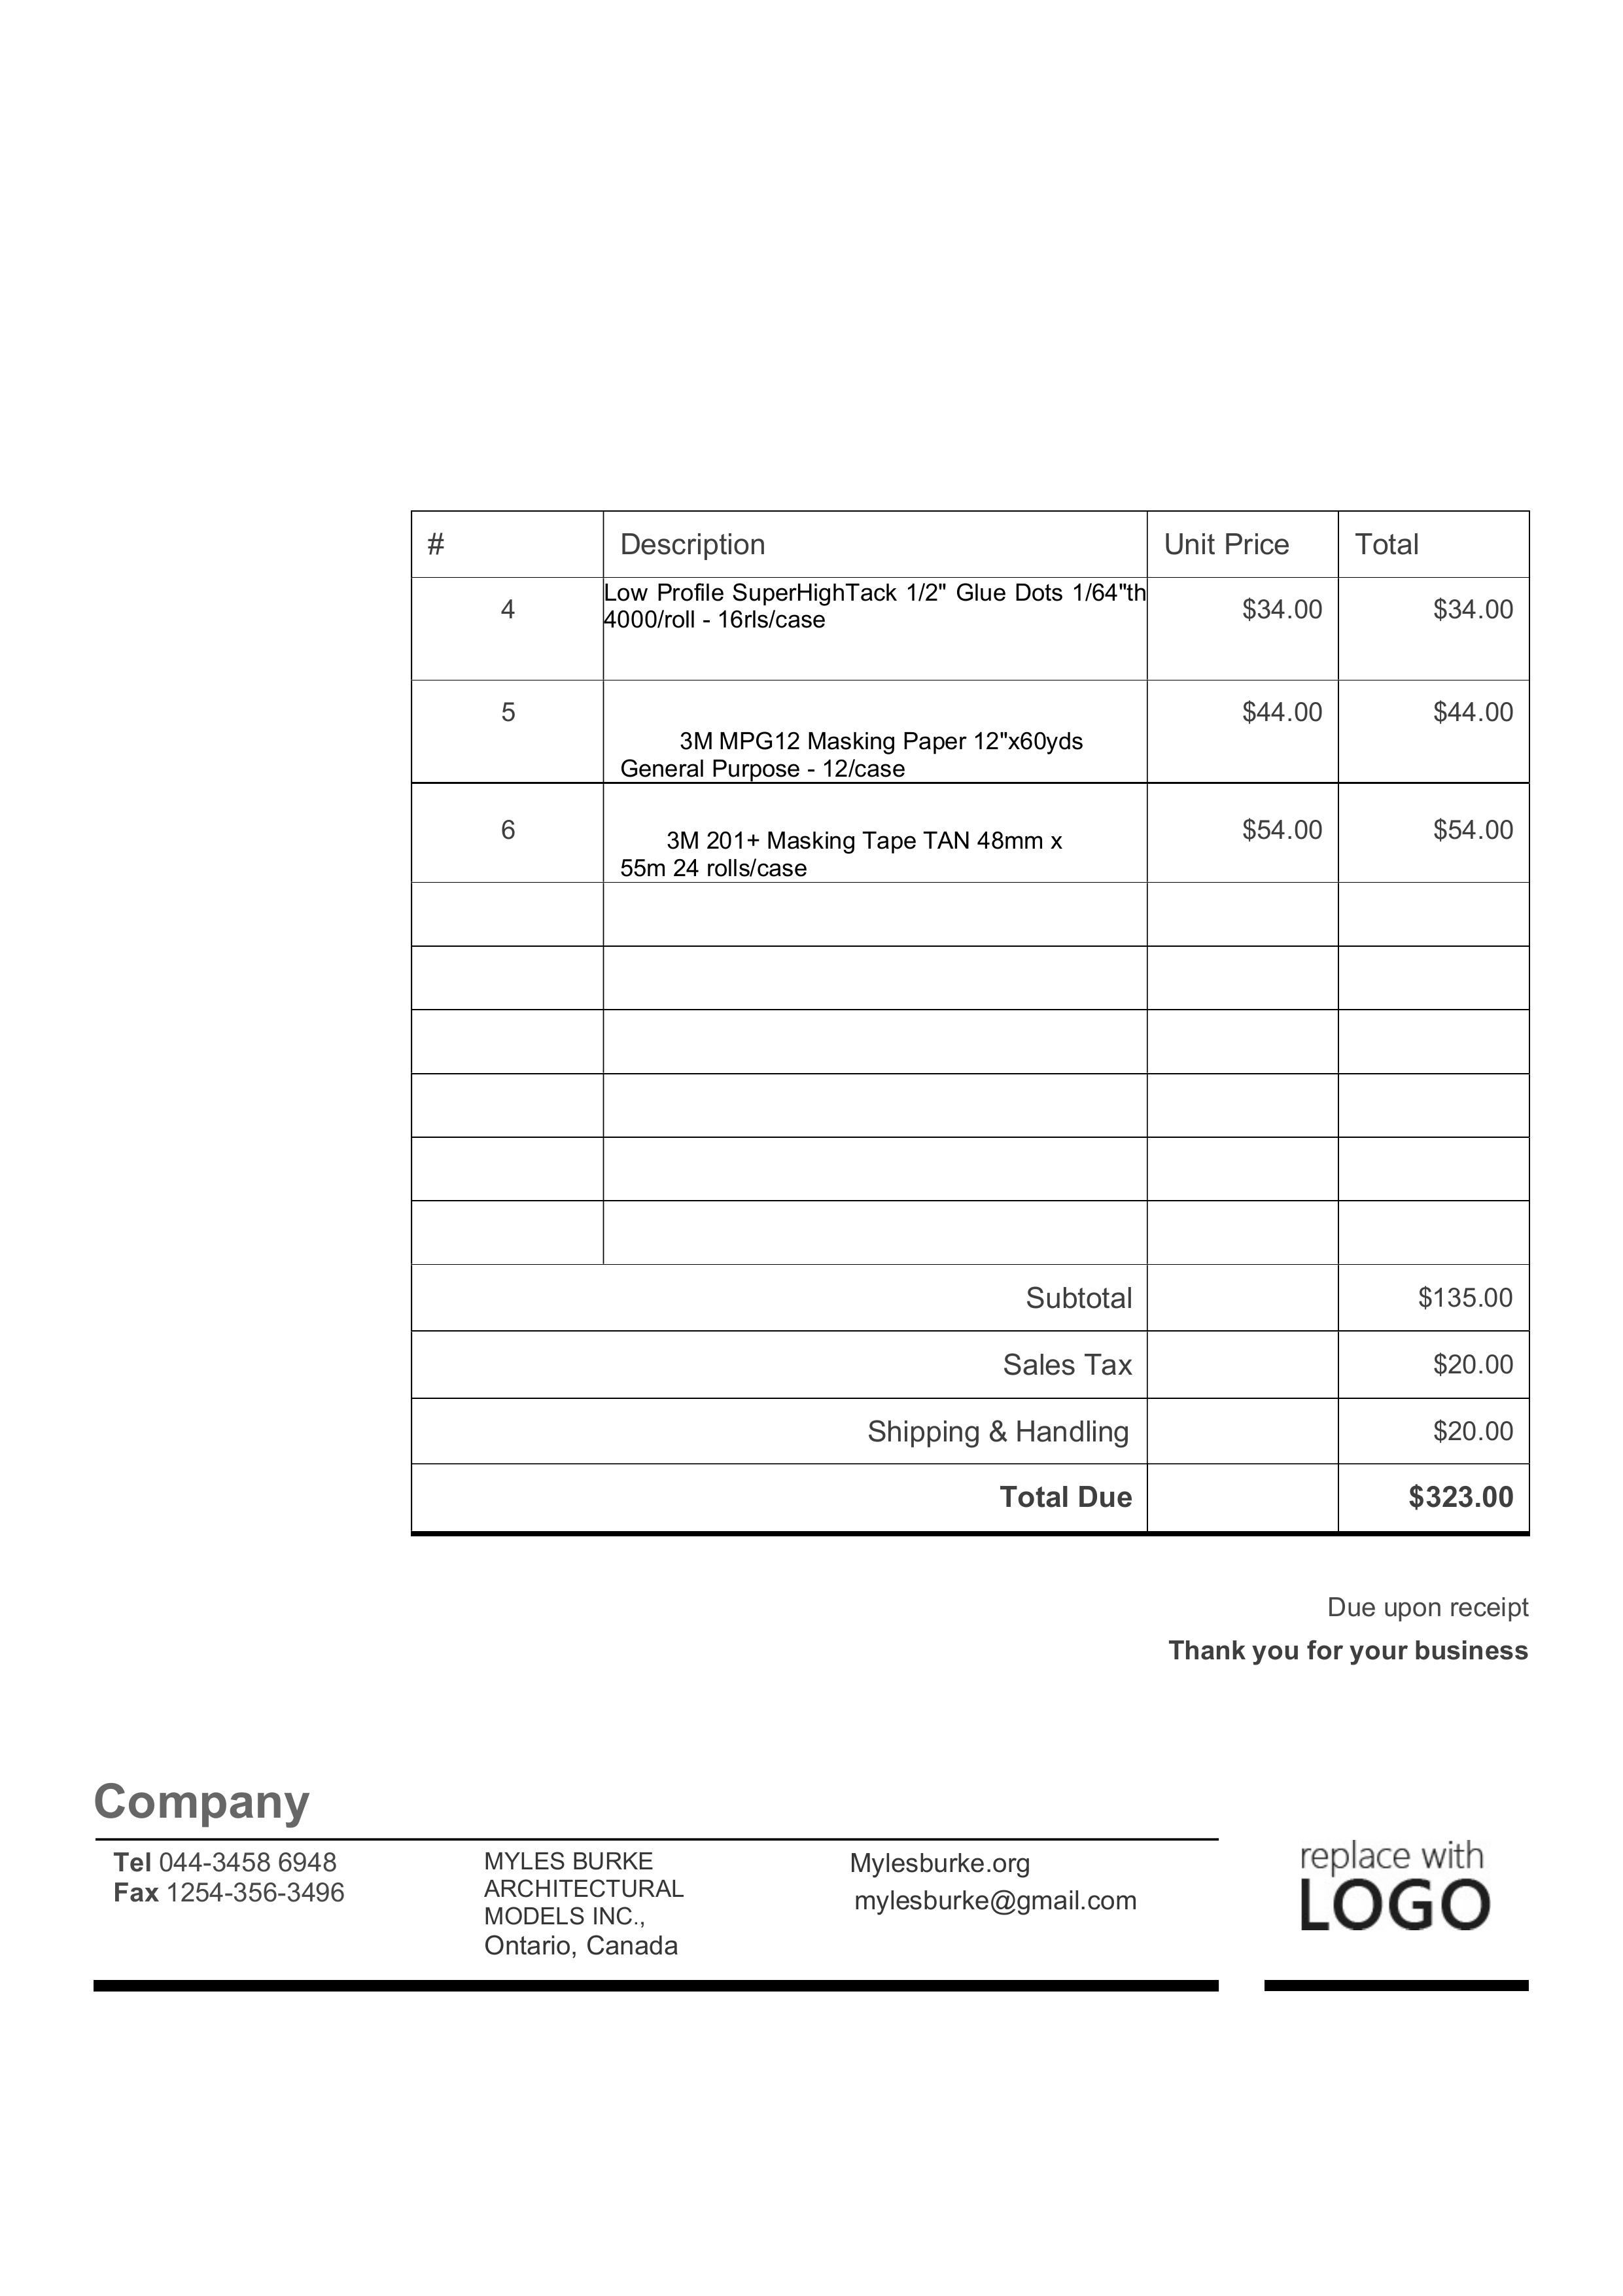 # Description Unit Price Total
4 Low Profile SuperHighTack 1/2" Glue Dots 1/64"th $34.00 $34.00
4000/roll - 16rls/case
5 $44.00 $44.00
3M MPG12 Masking Paper 12"x60yds
General Purpose - 12/case
6 $54.00 $54.00
3M 201+ Masking Tape TAN 48mm x
55m 24 rolls/case
Subtotal $135.00
Sales Tax $20.00
Shipping & Handling $20.00
Total Due $323.00
Due upon receipt
Thank you for your business
Company
Tel 044-3458 6948
Fax 1254-356-3496
MYLES BURKE
ARCHITECTURAL
MODELS INC.,
Ontario, Canada
Mylesburke.org
mylesburke@gmail.com
replace with
LOGO